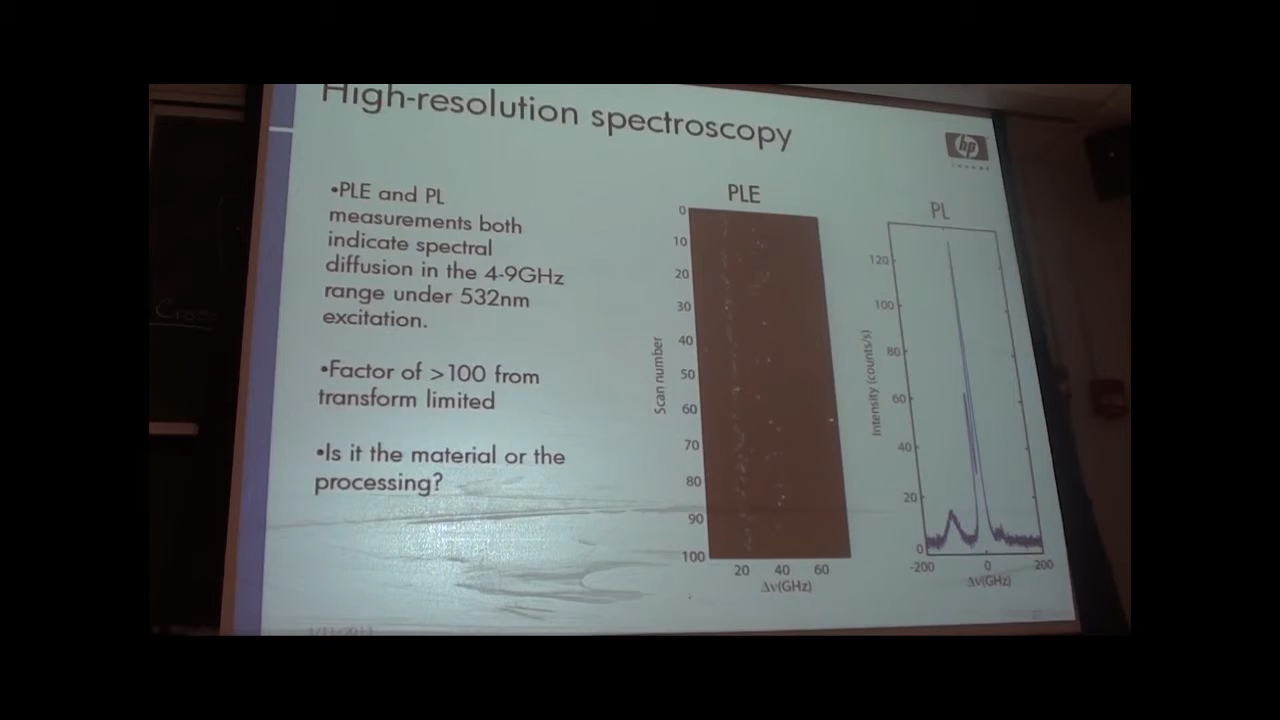 High-resolution spectroscopy
hp
invent
•PLE and PL
measurements both
indicate spectral
diffusion in the 4-9GHz
range under 532nm
excitation.
•Factor of >100 from
transform limited
•Is it the material or the
processing?
PLE
Scan number
0
10
20
30
40
50
60
70
80
90
100
20 40 60
Δν(GHz)
PL
Intensity (counts/s)
120
100
80
60
40
20
0
-200 0 200
Δν(GHz)